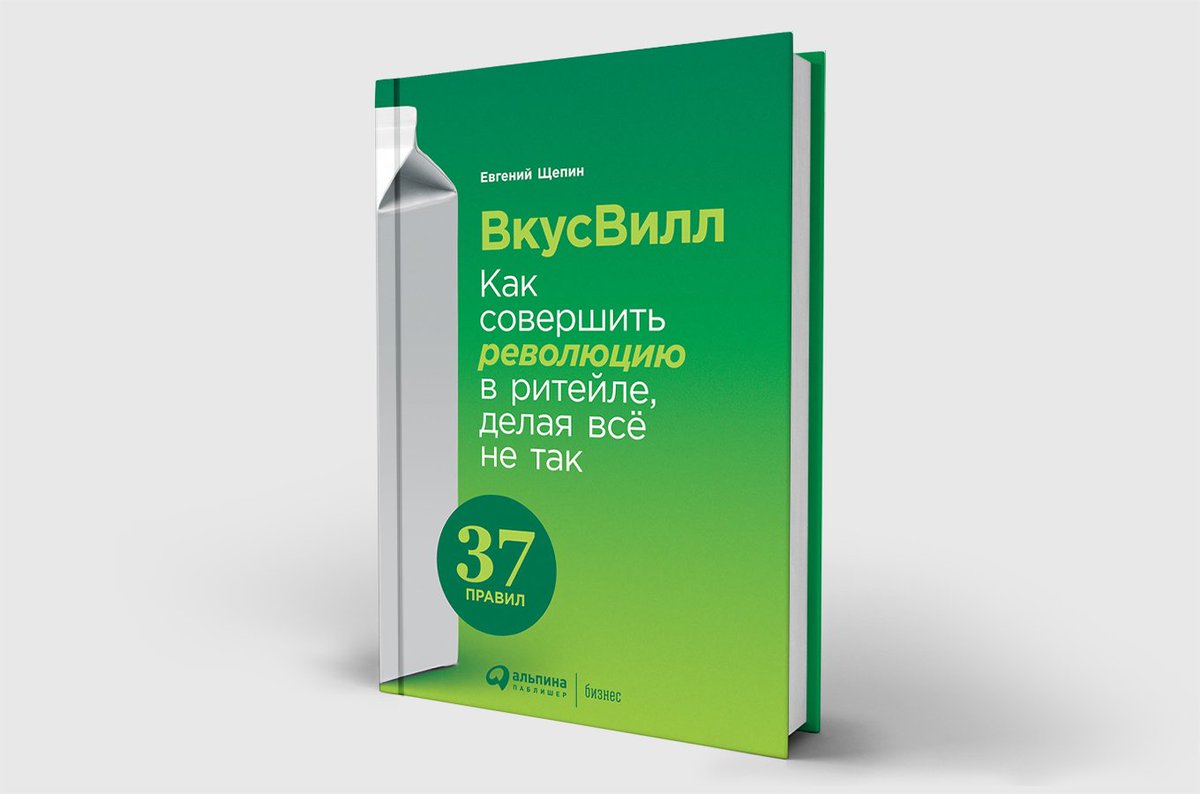 Евгений Щепин
ВкусВилл
Как
совершить
революцию
в ритейле,
делая всё
не так
37
ПРАВИЛ
альпина
ПАБЛИШЕР
бизнес